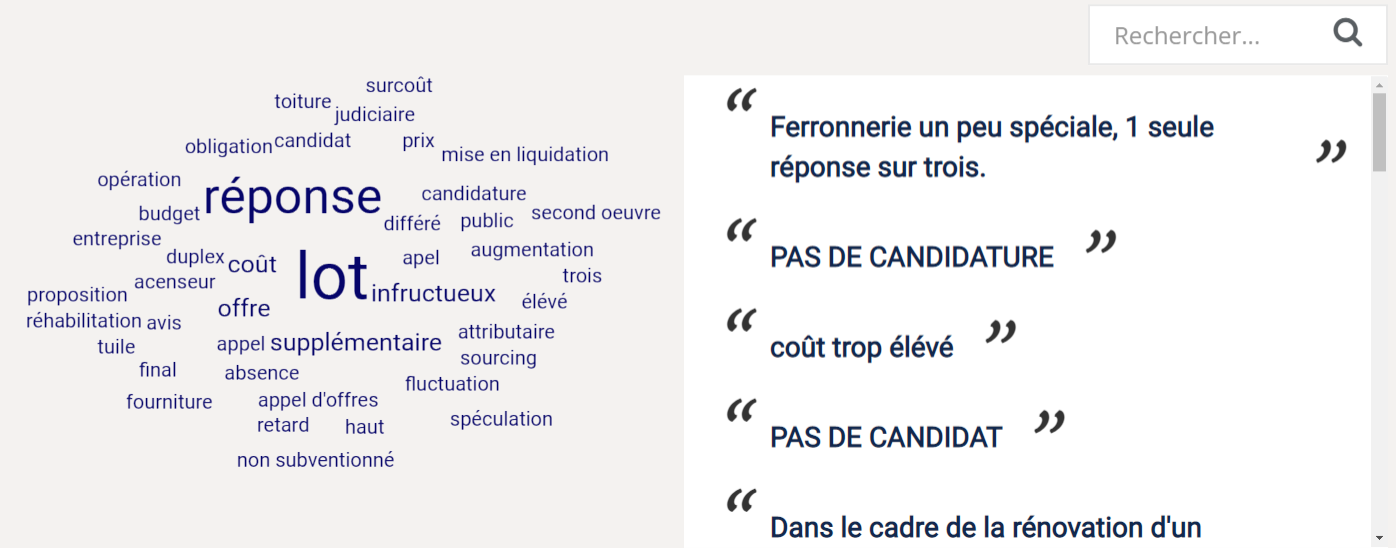 Rechercher...
surcoût
toiture
judiciaire
obligation candidat prix
mise en liquidation
opération
réponse candidature
budget différé public second oeuvre
entreprise
duplex coût apel augmentation
acenseur lot trois
proposition offre infructueux élévé
réhabilitation avis
tuile appel supplémentaire attributaire
sourcing
final absence fluctuation
fourniture appel d'offres
retard haut spéculation
non subventionné
“ Ferronnerie un peu spéciale, 1 seule
réponse sur trois. ”
“ PAS DE CANDIDATURE ”
“ coût trop élévé ”
“ PAS DE CANDIDAT ”
“ Dans le cadre de la rénovation d'un